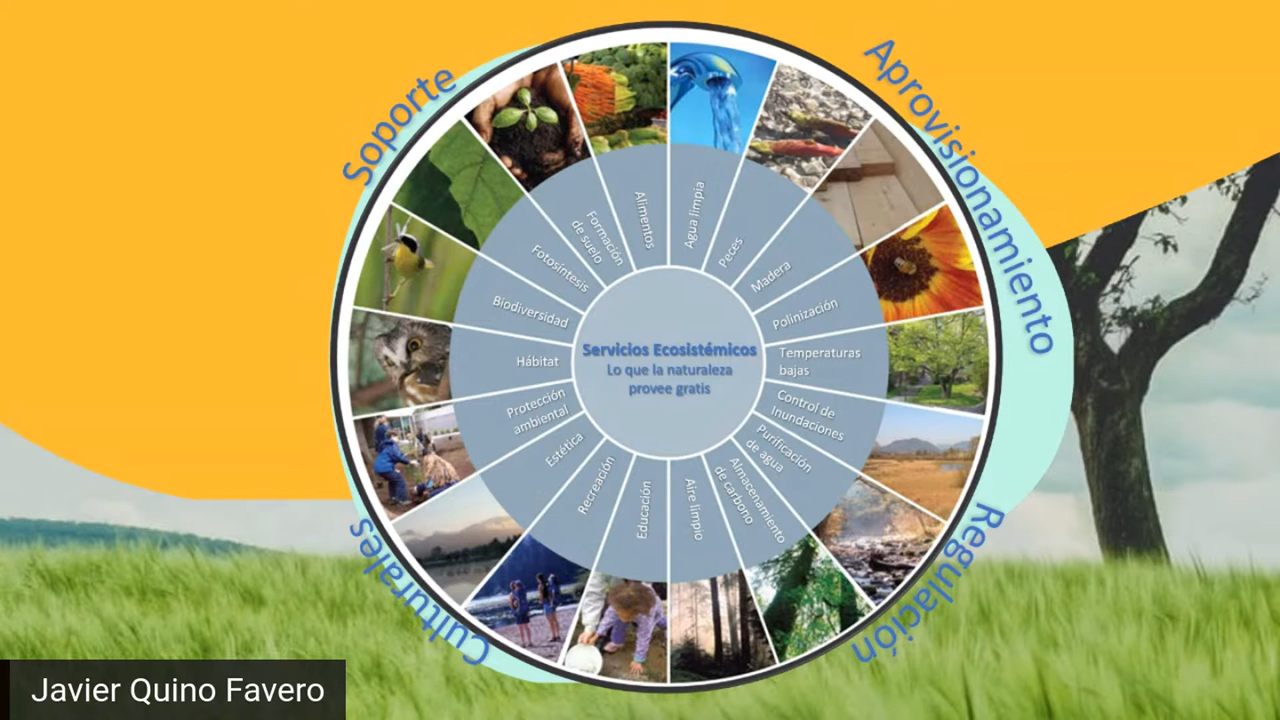 Soporte
Aprovisionamiento
Alimentos
Agua limpia
Peces
Madera
Polinización
Temperaturas
bajas
Control de
Inundaciones
Purificación
de agua
Almacenamiento
de carbono
Aire limpio
Educación
Recreación
Estética
Protección
ambiental
Hábitat
Biodiversidad
Fotosíntesis
Formación
de suelo
Servicios Ecosistémicos
Lo que la naturaleza
provee gratis
Culturales
Regulación
Javier Quino Favero